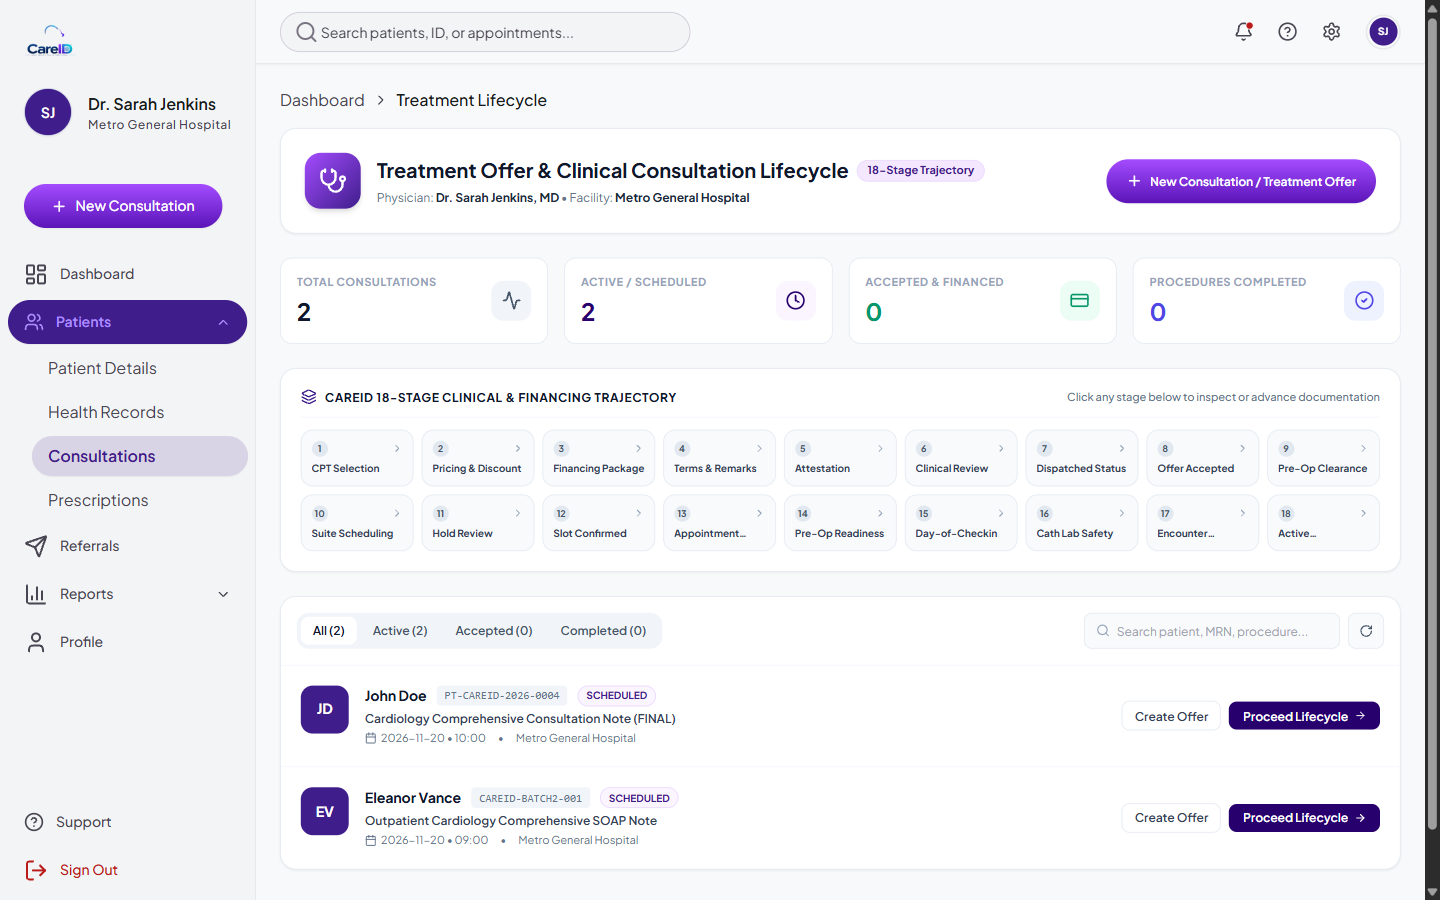 Search patients, ID, or appointments...
SJ
CareID
SJ
Dr. Sarah Jenkins
Metro General Hospital
New Consultation
Dashboard
Patients
Patient Details
Health Records
Consultations
Prescriptions
Referrals
Reports
Profile
Support
Sign Out
Dashboard > Treatment Lifecycle
Treatment Offer & Clinical Consultation Lifecycle 18-Stage Trajectory
Physician: Dr. Sarah Jenkins, MD • Facility: Metro General Hospital
New Consultation / Treatment Offer
TOTAL CONSULTATIONS
2
ACTIVE / SCHEDULED
2
ACCEPTED & FINANCED
0
PROCEDURES COMPLETED
0
CAREID 18-STAGE CLINICAL & FINANCING TRAJECTORY
Click any stage below to inspect or advance documentation
1
CPT Selection
2
Pricing & Discount
3
Financing Package
4
Terms & Remarks
5
Attestation
6
Clinical Review
7
Dispatched Status
8
Offer Accepted
9
Pre-Op Clearance
10
Suite Scheduling
11
Hold Review
12
Slot Confirmed
13
Appointment...
14
Pre-Op Readiness
15
Day-of-Checkin
16
Cath Lab Safety
17
Encounter...
18
Active...
All (2)
Active (2)
Accepted (0)
Completed (0)
Search patient, MRN, procedure...
JD
John Doe PT-CAREID-2026-0004 SCHEDULED
Cardiology Comprehensive Consultation Note (FINAL)
2026-11-20 • 10:00 • Metro General Hospital
Create Offer
Proceed Lifecycle →
EV
Eleanor Vance CAREID-BATCH2-001 SCHEDULED
Outpatient Cardiology Comprehensive SOAP Note
2026-11-20 • 09:00 • Metro General Hospital
Create Offer
Proceed Lifecycle →